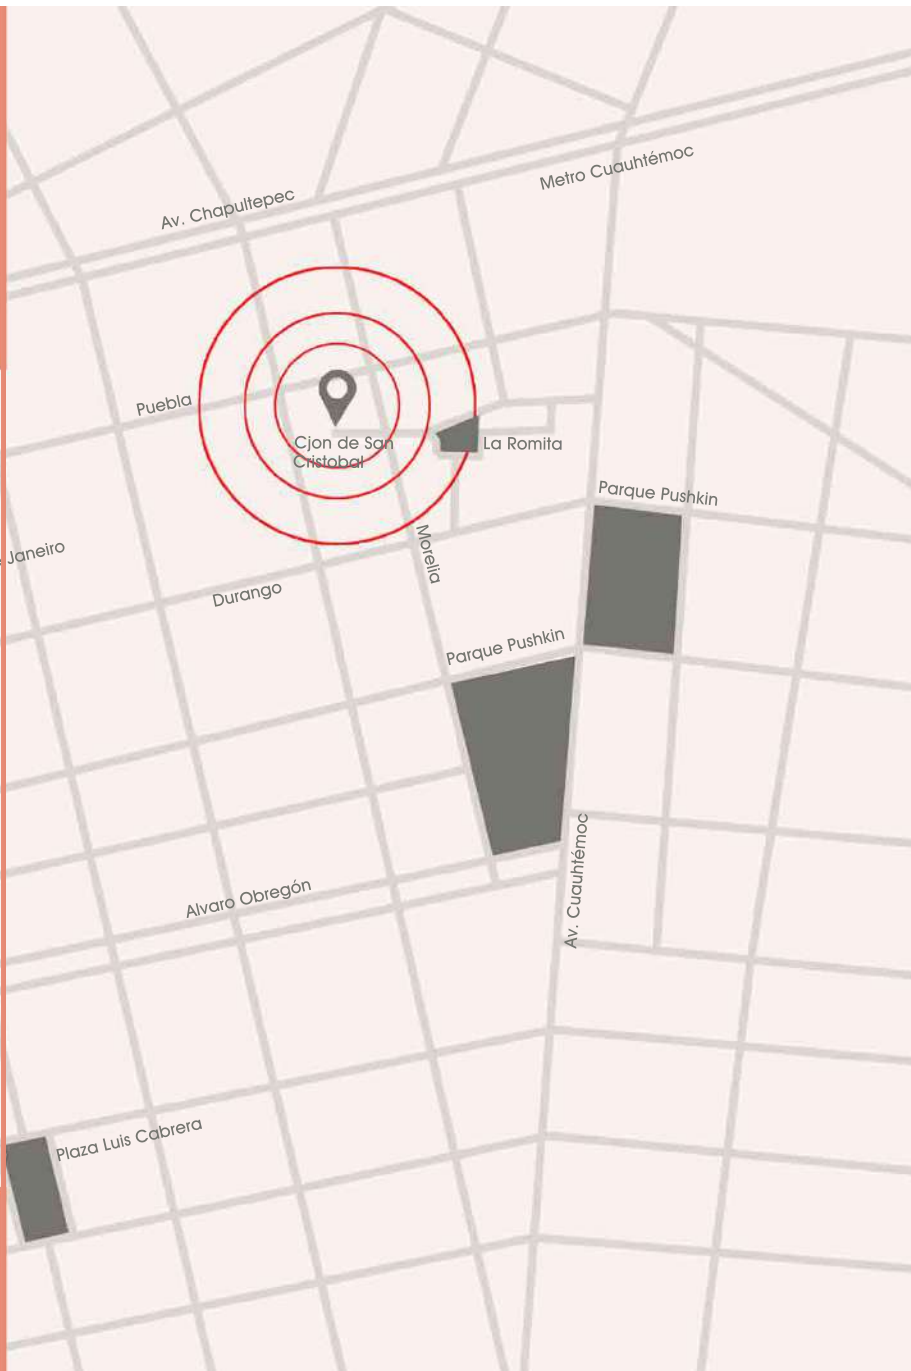 Metro Cuauhtémoc
Av. Chapultepec
Puebla
Cjon de San
Cristobal
La Romita
Parque Pushkin
Morelia
Janeiro
Durango
Parque Pushkin
Av. Cuauhtémoc
Alvaro Obregón
Plaza Luis Cabrera